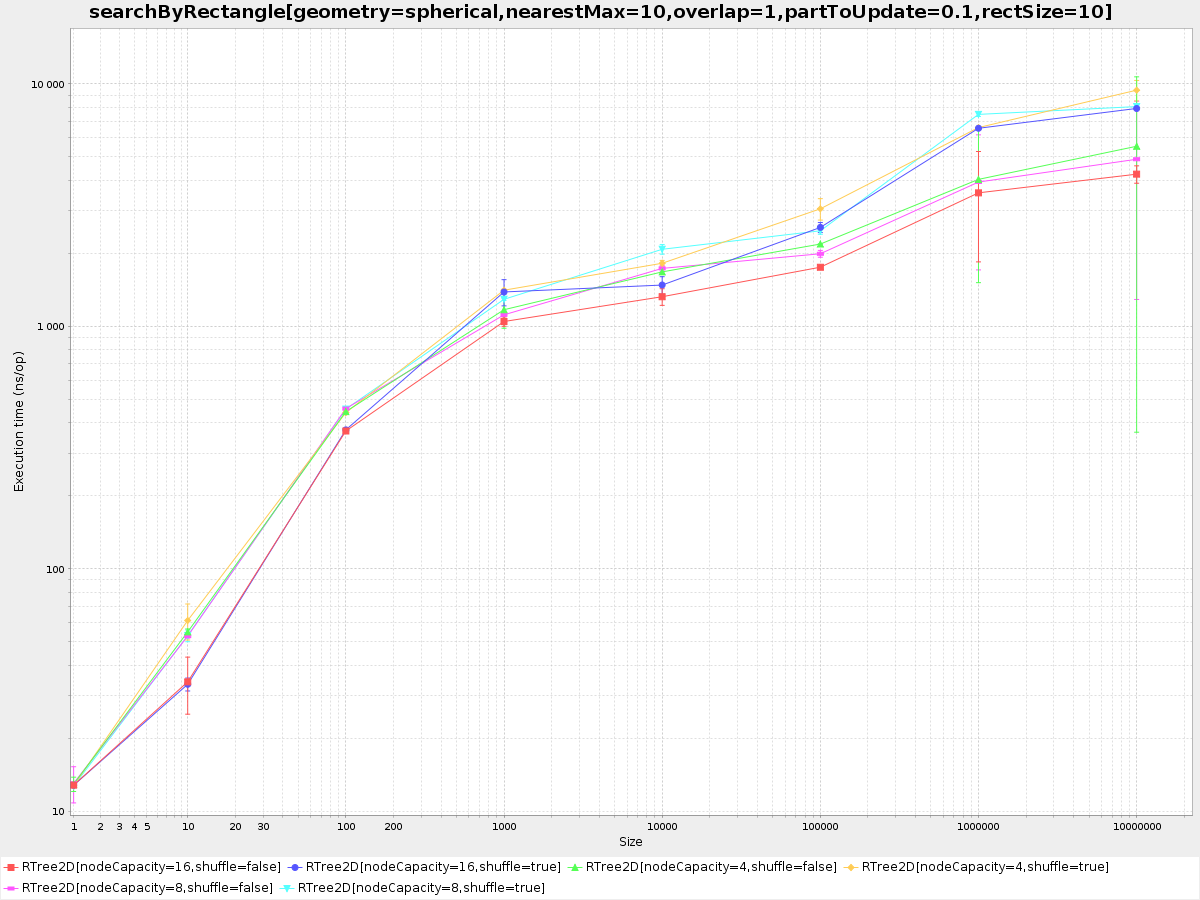 searchByRectangle[geometry=spherical,nearestMax=10,overlap=1,partToUpdate=0.1,rectSize=10]
10 000
1 000
100
10
Execution time (ns/op)
1 2 3 4 5 10 20 30 100 200 1000 10000 100000 1000000 10000000
Size
RTree2D[nodeCapacity=16,shuffle=false] RTree2D[nodeCapacity=16,shuffle=true] RTree2D[nodeCapacity=4,shuffle=false] RTree2D[nodeCapacity=4,shuffle=true]
RTree2D[nodeCapacity=8,shuffle=false] RTree2D[nodeCapacity=8,shuffle=true]